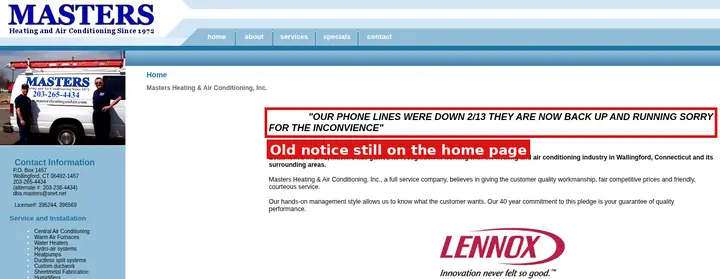 MASTERS
Heating and Air Conditioning Since 1972
home
about
services
specials
contact
MASTERS
Heating and Air Conditioning Since 1972
203-265-4434
Home
Masters Heating & Air Conditioning, Inc.
"OUR PHONE LINES WERE DOWN 2/13 THEY ARE NOW BACK UP AND RUNNING SORRY
FOR THE INCONVIENCE"
Old notice still on the home page
air conditioning industry in Wallingford, Connecticut and its
surrounding areas.
Masters Heating & Air Conditioning, Inc., a full service company, believes in giving the customer quality workmanship, fair competitive prices and friendly,
courteous service.
Our hands-on management style allows us to know what the customer wants. Our 40 year commitment to this pledge is your guarantee of quality
performance.
LENNOX
Innovation never felt so good.™
Contact Information
P.O. Box 1457
Wallingford, CT 06492-1457
203-265-4434
(alternate #: 203-238-4434)
dba.masters@snet.net
License#: 396244, 396569
Service and Installation
Central Air Conditioning
Warm Air Furnaces
Water Heaters
Hydro-air systems
Heatpumps
Ductless split systems
Custom ductwork
Sheetmetal Fabrication
Humidifiers